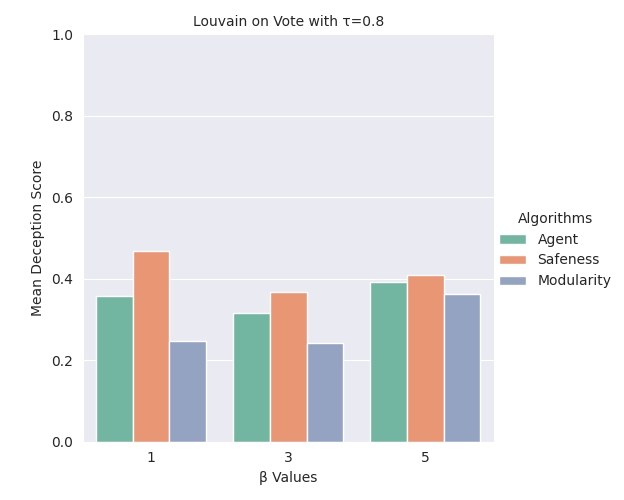 Louvain on Vote with τ=0.8
1.0
0.8
0.6
0.4
0.2
0.0
Mean Deception Score
1 3 5
β Values
Algorithms
Agent
Safeness
Modularity